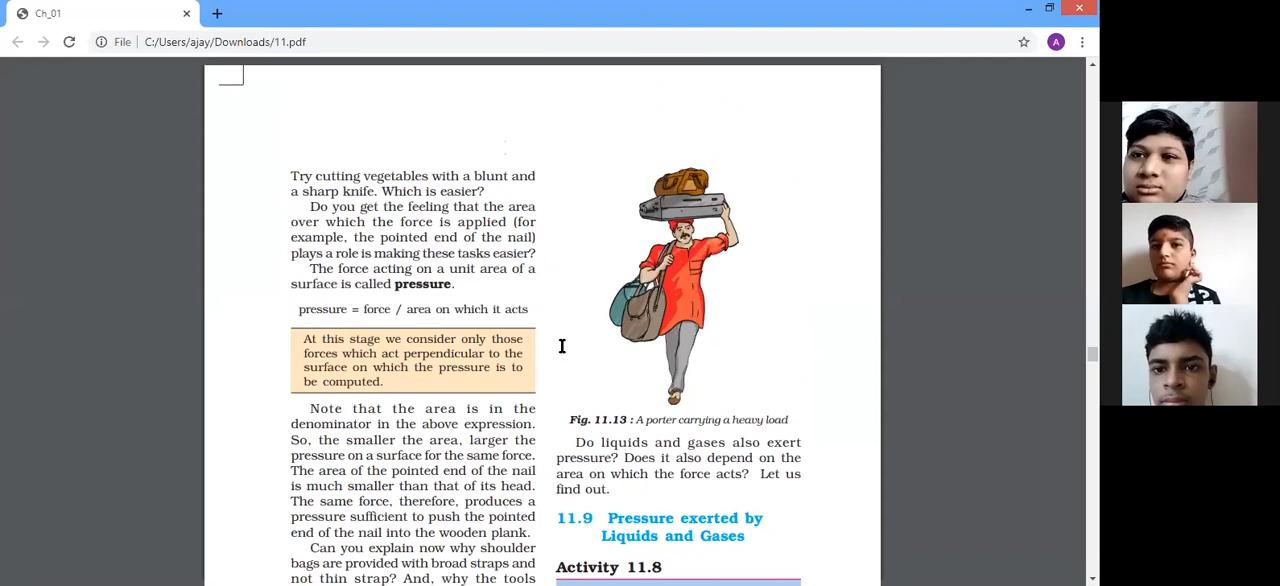 Ch_01
File
C:/Users/ajay/Downloads/11.pdf
A
Try cutting vegetables with a blunt and
a sharp knife. Which is easier?
Do you get the feeling that the area
over which the force is applied (for
example, the pointed end of the nail)
plays a role is making these tasks easier?
The force acting on a unit area of a
surface is called pressure.
pressure = force / area on which it acts
At this stage we consider only those
forces which act perpendicular to the
surface on which the pressure is to
be computed.
Note that the area is in the
denominator in the above expression.
So, the smaller the area, larger the
pressure on a surface for the same force.
The area of the pointed end of the nail
is much smaller than that of its head.
The same force, therefore, produces a
pressure sufficient to push the pointed
end of the nail into the wooden plank.
Can you explain now why shoulder
bags are provided with broad straps and
not thin strap? And, why the tools
Fig. 11.13 : A porter carrying a heavy load
Do liquids and gases also exert
pressure? Does it also depend on the
area on which the force acts? Let us
find out.
11.9 Pressure exerted by
Liquids and Gases
Activity 11.8